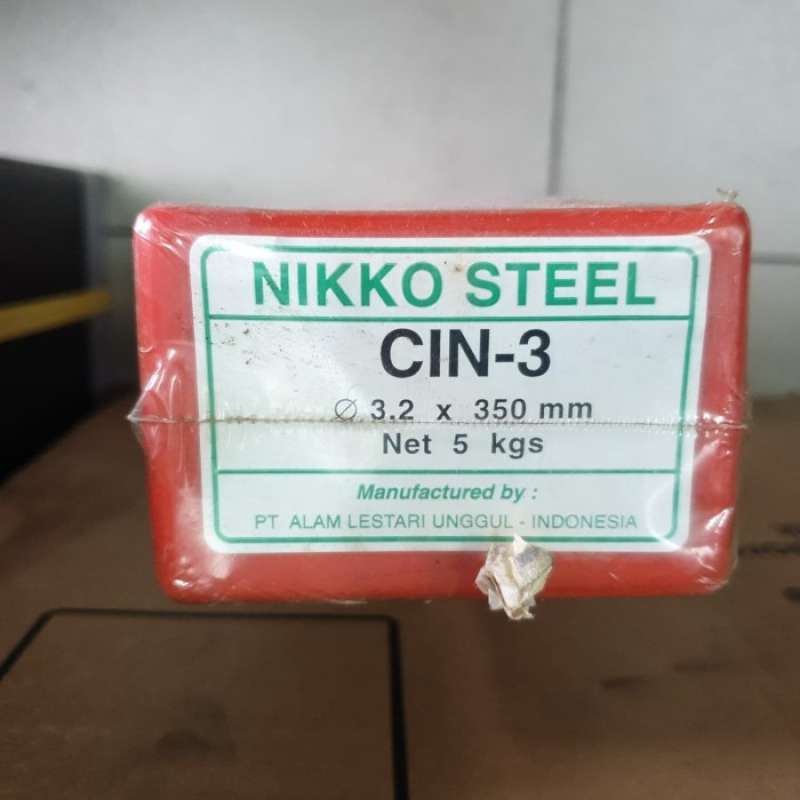 NIKKO STEEL
CIN-3
Ø 3.2 x 350 mm
Net 5 kgs
Manufactured by :
PT ALAM LESTARI UNGGUL - INDONESIA